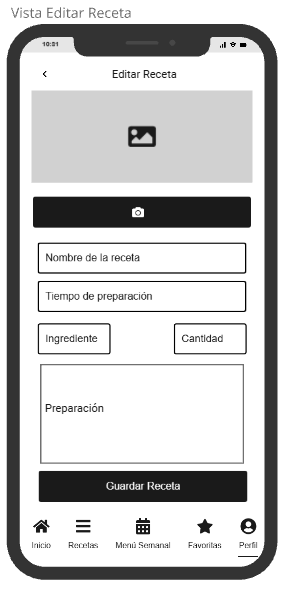 Vista Editar Receta
10:31
Editar Receta
Nombre de la receta
Tiempo de preparación
Ingrediente Cantidad
Preparación
Guardar Receta
Inicio Recetas Menú Semanal Favoritas Perfil